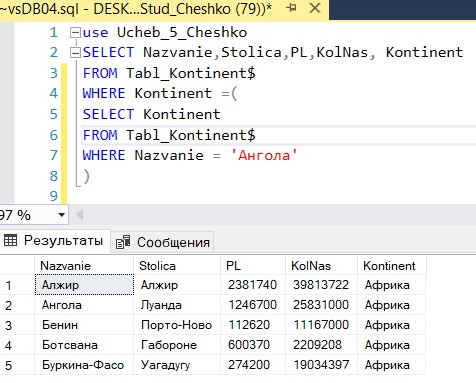 ~vsDB04.sql - DESK...Stud_Cheshko (79))*
1 use Ucheb_5_Cheshko
2 SELECT Nazvanie,Stolica,PL,KolNas, Kontinent
3 FROM Tabl_Kontinent$
4 WHERE Kontinent =(
5 SELECT Kontinent
6 FROM Tabl_Kontinent$
7 WHERE Nazvanie = 'Ангола'
8 )
9
97 %
Результаты Сообщения
Nazvanie Stolica PL KolNas Kontinent
1 Алжир Алжир 2381740 39813722 Африка
2 Ангола Луанда 1246700 25831000 Африка
3 Бенин Порто-Ново 112620 11167000 Африка
4 Ботсвана Габороне 600370 2209208 Африка
5 Буркина-Фасо Уагадугу 274200 19034397 Африка